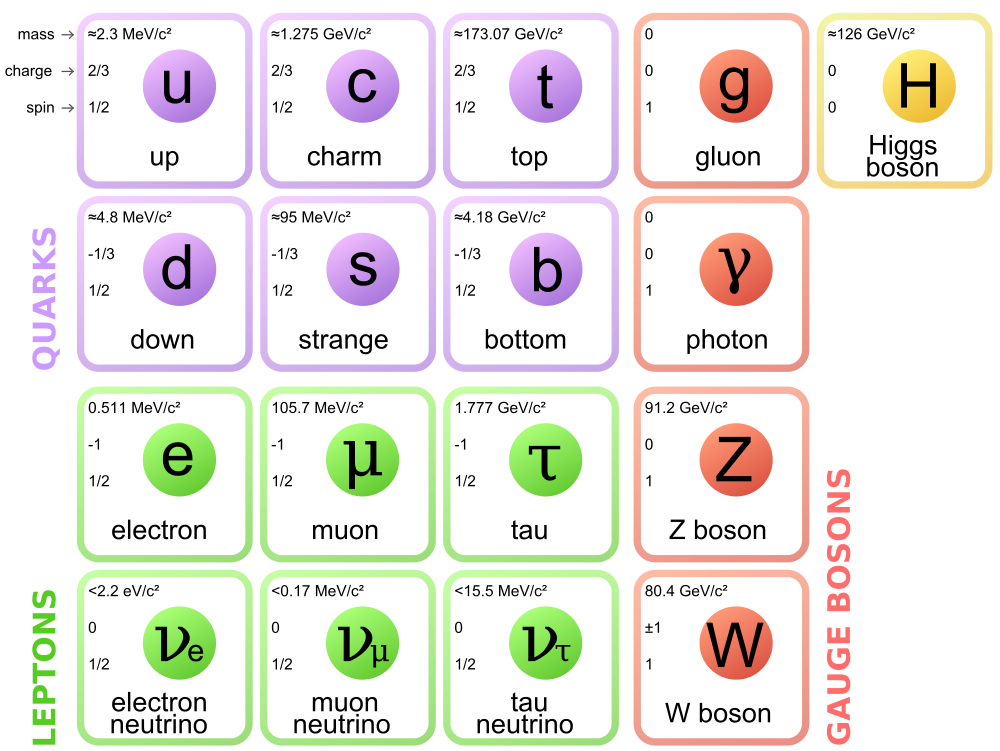 mass → ≈2.3 MeV/c²
charge → 2/3
spin → 1/2
u
up
≈1.275 GeV/c²
2/3
1/2
c
charm
≈173.07 GeV/c²
2/3
1/2
t
top
0
0
1
g
gluon
≈126 GeV/c²
0
0
H
Higgs
boson
QUARKS
≈4.8 MeV/c²
-1/3
1/2
d
down
≈95 MeV/c²
-1/3
1/2
s
strange
≈4.18 GeV/c²
-1/3
1/2
b
bottom
0
0
1
γ
photon
LEPTONS
0.511 MeV/c²
-1
1/2
e
electron
105.7 MeV/c²
-1
1/2
μ
muon
1.777 GeV/c²
-1
1/2
τ
tau
91.2 GeV/c²
0
1
Z
Z boson
GAUGE BOSONS
<2.2 eV/c²
0
1/2
νe
electron
neutrino
<0.17 MeV/c²
0
1/2
νμ
muon
neutrino
<15.5 MeV/c²
0
1/2
ντ
tau
neutrino
80.4 GeV/c²
±1
1
W
W boson